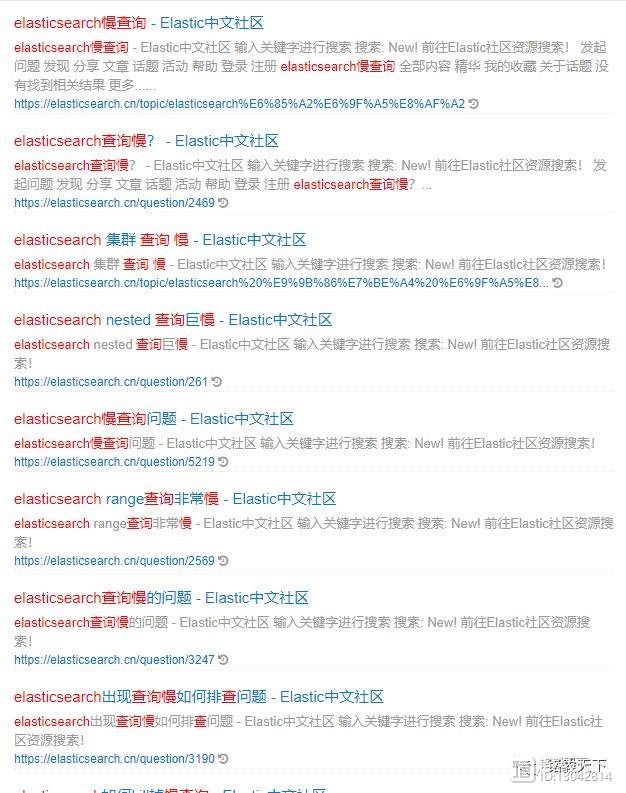 elasticsearch慢查询 - Elastic中文社区
elasticsearch慢查询 - Elastic中文社区 输入关键字进行搜索 搜索: New! 前往Elastic社区资源搜索！ 发起
问题 发现 分享 文章 话题 活动 帮助 登录 注册 elasticsearch慢查询 全部内容 精华 我的收藏 关于话题 没
有找到相关结果 更多......
https://elasticsearch.cn/topic/elasticsearch%E6%85%A2%E6%9F%A5%E8%AF%A2
elasticsearch查询慢？ - Elastic中文社区
elasticsearch查询慢？ - Elastic中文社区 输入关键字进行搜索 搜索: New! 前往Elastic社区资源搜索！ 发
起问题 发现 分享 文章 话题 活动 帮助 登录 注册 elasticsearch查询慢？...
https://elasticsearch.cn/question/2469
elasticsearch 集群 查询 慢 - Elastic中文社区
elasticsearch 集群 查询 慢 - Elastic中文社区 输入关键字进行搜索 搜索: New! 前往Elastic社区资源搜索！
https://elasticsearch.cn/topic/elasticsearch%20%E9%9B%86%E7%BE%A4%20%E6%9F%A5%E8...
elasticsearch nested 查询巨慢 - Elastic中文社区
elasticsearch nested 查询巨慢 - Elastic中文社区 输入关键字进行搜索 搜索: New! 前往Elastic社区资源搜
索！
https://elasticsearch.cn/question/261
elasticsearch慢查询问题 - Elastic中文社区
elasticsearch慢查询问题 - Elastic中文社区 输入关键字进行搜索 搜索: New! 前往Elastic社区资源搜索！
https://elasticsearch.cn/question/5219
elasticsearch range查询非常慢 - Elastic中文社区
elasticsearch range查询非常慢 - Elastic中文社区 输入关键字进行搜索 搜索: New! 前往Elastic社区资源搜
索！
https://elasticsearch.cn/question/2569
elasticsearch查询慢的问题 - Elastic中文社区
elasticsearch查询慢的问题 - Elastic中文社区 输入关键字进行搜索 搜索: New! 前往Elastic社区资源搜
索！
https://elasticsearch.cn/question/3247
elasticsearch出现查询慢如何排查问题 - Elastic中文社区
elasticsearch出现查询慢如何排查问题 - Elastic中文社区 输入关键字进行搜索 搜索: New! 前往Elastic社
区资源搜索！
https://elasticsearch.cn/question/3190
ID:13042814